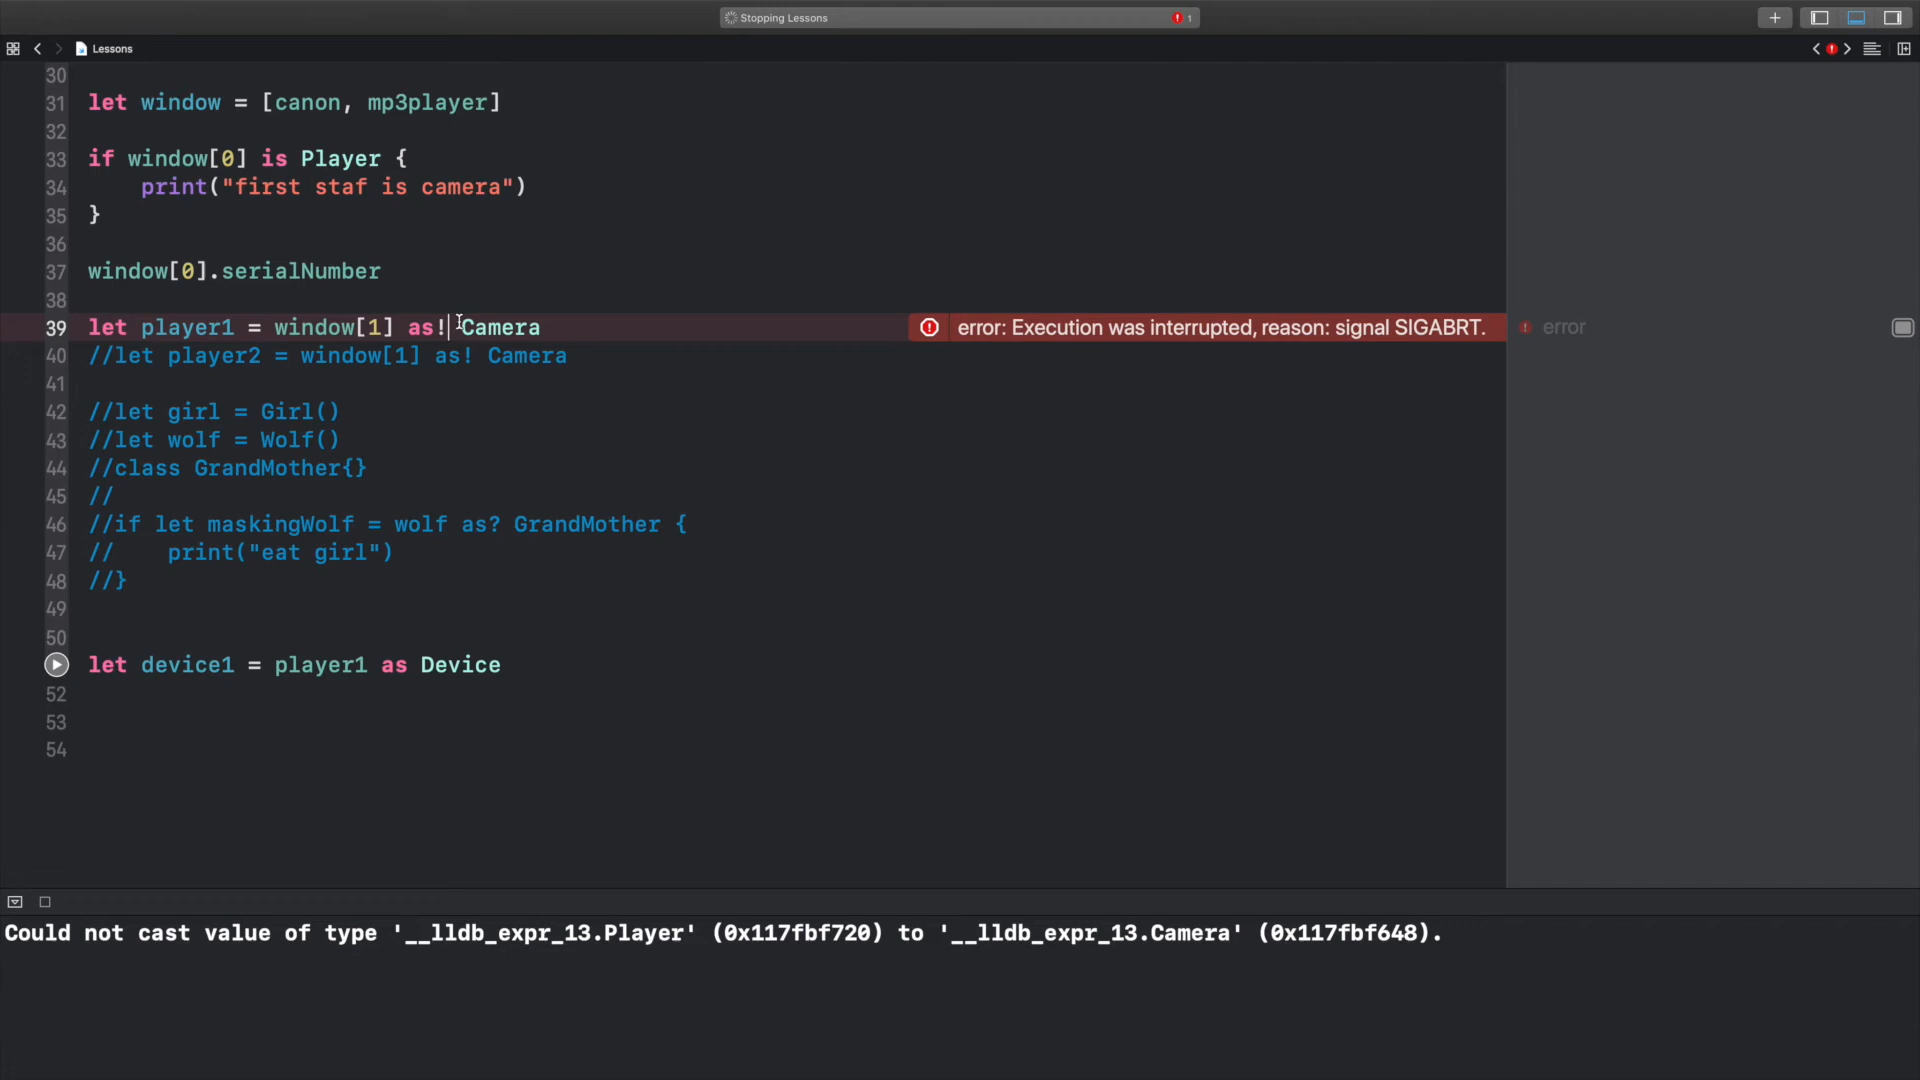 Stopping Lessons
1
Lessons
30
31 let window = [canon, mp3player]
32
33 if window[0] is Player {
34 print("first staf is camera")
35 }
36
37 window[0].serialNumber
38
39 let player1 = window[1] as! Camera error: Execution was interrupted, reason: signal SIGABRT. error
40 //let player2 = window[1] as! Camera
41
42 //let girl = Girl()
43 //let wolf = Wolf()
44 //class GrandMother{}
45 //
46 //if let maskingWolf = wolf as? GrandMother {
47 // print("eat girl")
48 //}
49
50
let device1 = player1 as Device
52
53
54
Could not cast value of type '__lldb_expr_13.Player' (0x117fbf720) to '__lldb_expr_13.Camera' (0x117fbf648).